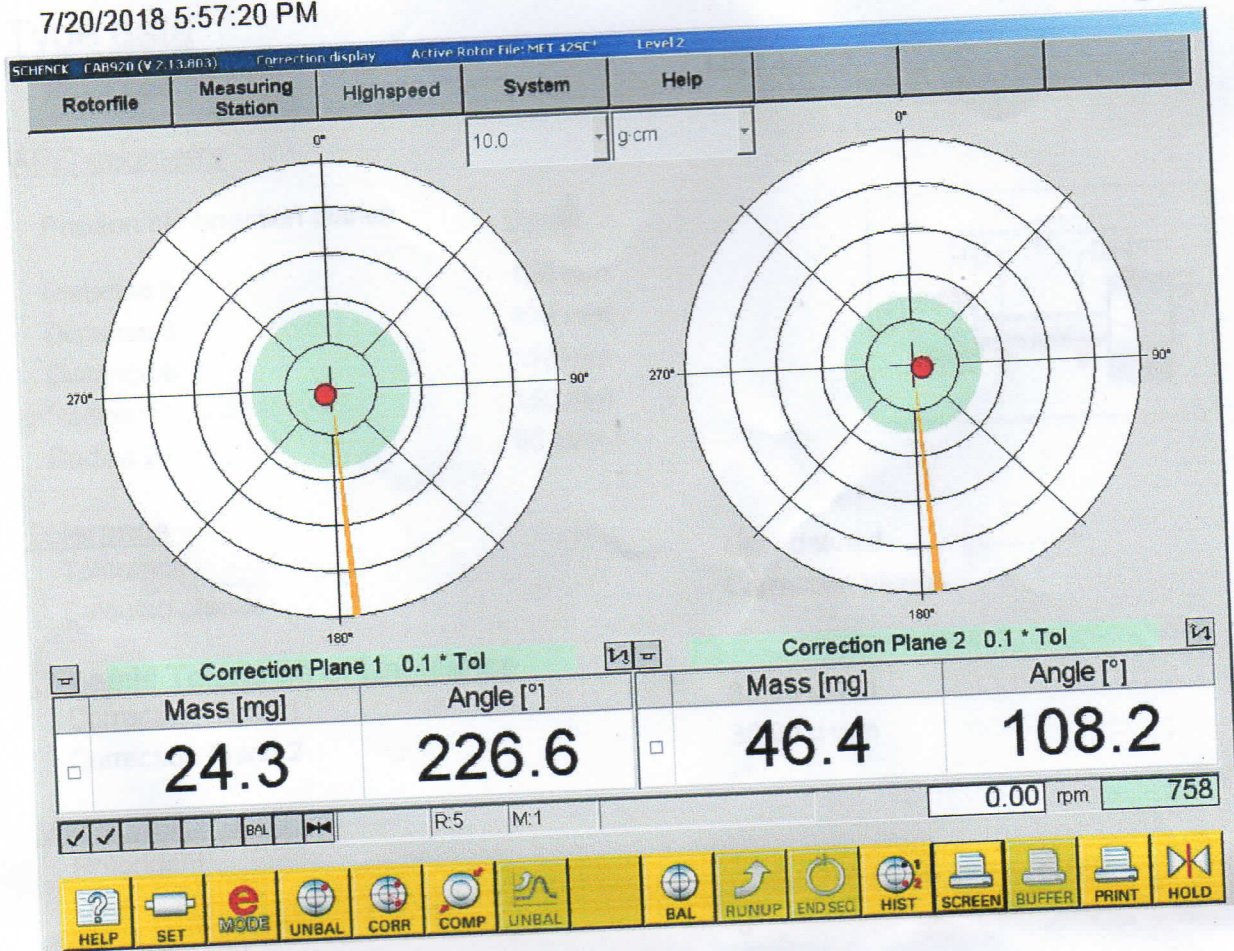 7/20/2018 5:57:20 PM
SCHENCK CAB920 (V 2.13.803) Correction display Active Rotor File: Level 2
Rotorfile Measuring Station Highspeed System Help
10.0 g·cm
0°
90°
180°
270°
0°
90°
180°
270°
Correction Plane 1 0.1 * Tol
Mass [mg] Angle [°]
24.3 226.6
Correction Plane 2 0.1 * Tol
Mass [mg] Angle [°]
46.4 108.2
BAL R:5 M:1 0.00 rpm 758
HELP SET e MODE UNBAL CORR COMP UNBAL BAL RUNUP END SEQ HIST 1 2 SCREEN BUFFER PRINT HOLD